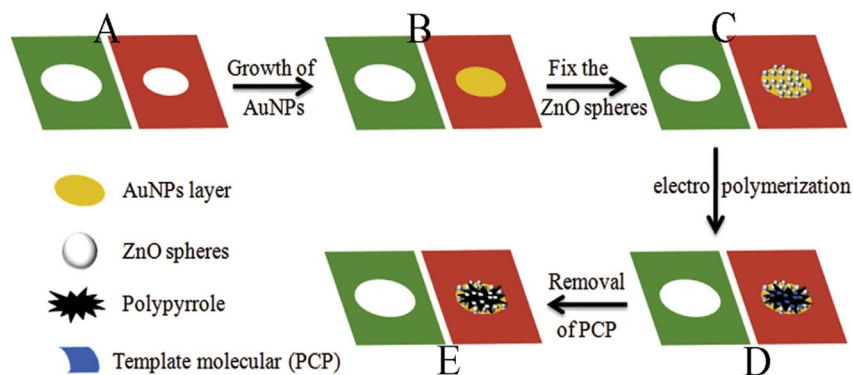 A
B
C
Growth of
AuNPs
Fix the
ZnO spheres
electro polymerization
AuNPs layer
ZnO spheres
Polypyrrole
Template molecular (PCP)
Removal
of PCP
E
D